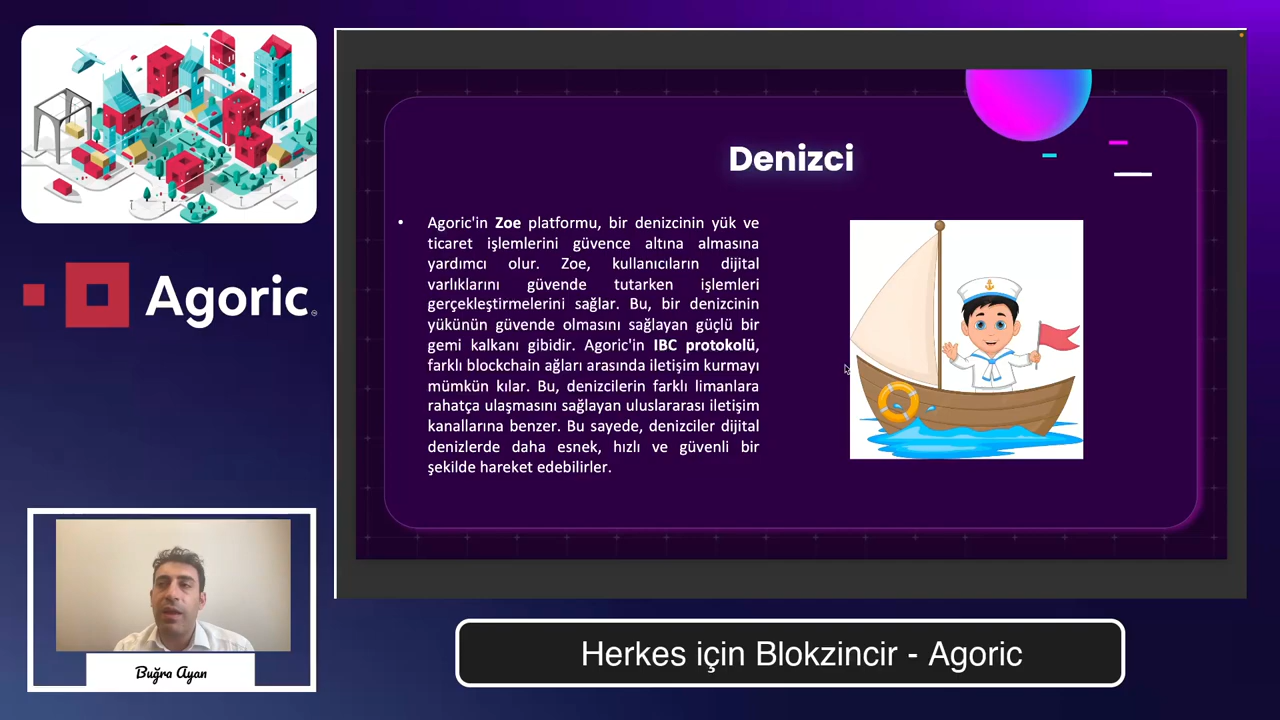 Denizci
• Agoric'in Zoe platformu, bir denizcinin yük ve
ticaret işlemlerini güvence altına almasına
yardımcı olur. Zoe, kullanıcıların dijital
varlıklarını güvende tutarken işlemleri
gerçekleştirmelerini sağlar. Bu, bir denizcinin
yükünün güvende olmasını sağlayan güçlü bir
gemi kalkanı gibidir. Agoric'in IBC protokolü,
farklı blockchain ağları arasında iletişim kurmayı
mümkün kılar. Bu, denizcilerin farklı limanlara
rahatça ulaşmasını sağlayan uluslararası iletişim
kanallarına benzer. Bu sayede, denizciler dijital
denizlerde daha esnek, hızlı ve güvenli bir
şekilde hareket edebilirler.
Agoric
Buğra Ayan
Herkes için Blokzincir - Agoric